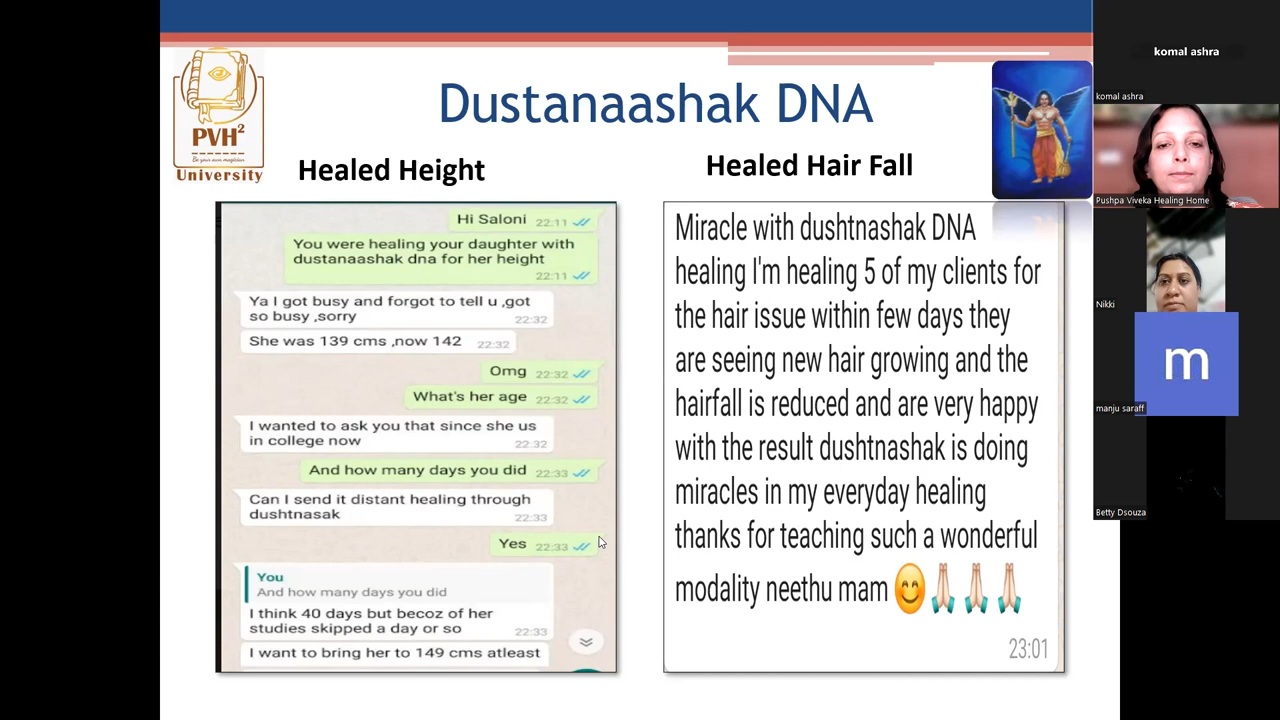 Dustanaashak DNA
PVH²
Be your own magician
University
Healed Height
Healed Hair Fall
Hi Saloni 22:11
You were healing your daughter with
dustanaashak dna for her height
22:11
Ya I got busy and forgot to tell u ,got
so busy ,sorry 22:32
She was 139 cms ,now 142 22:32
Omg 22:32
What's her age 22:32
I wanted to ask you that since she us
in college now 22:32
And how many days you did 22:33
Can I send it distant healing through
dushtnasak 22:33
Yes 22:33
You
And how many days you did
I think 40 days but becoz of her
studies skipped a day or so 22:33
I want to bring her to 149 cms atleast
Miracle with dushtnashak DNA
healing I'm healing 5 of my clients for
the hair issue within few days they
are seeing new hair growing and the
hairfall is reduced and are very happy
with the result dushtnashak is doing
miracles in my everyday healing
thanks for teaching such a wonderful
modality neethu mam 😊🙏🏻🙏🏻🙏🏻
23:01
komal ashra
komal ashra
Pushpa Viveka Healing Home
Nikki
m
manju saraff
Betty Dsouza